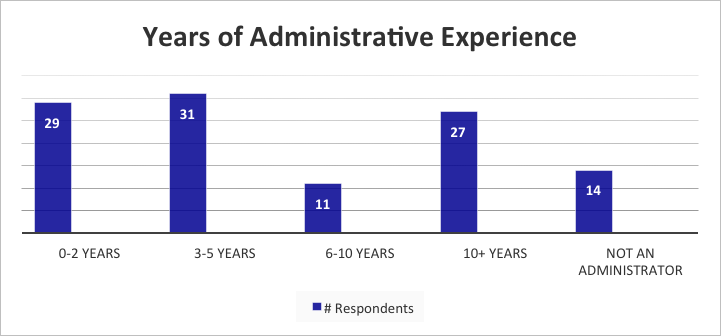 Years of Administrative Experience
29
31
11
27
14
0-2 YEARS
3-5 YEARS
6-10 YEARS
10+ YEARS
NOT AN
ADMINISTRATOR
# Respondents